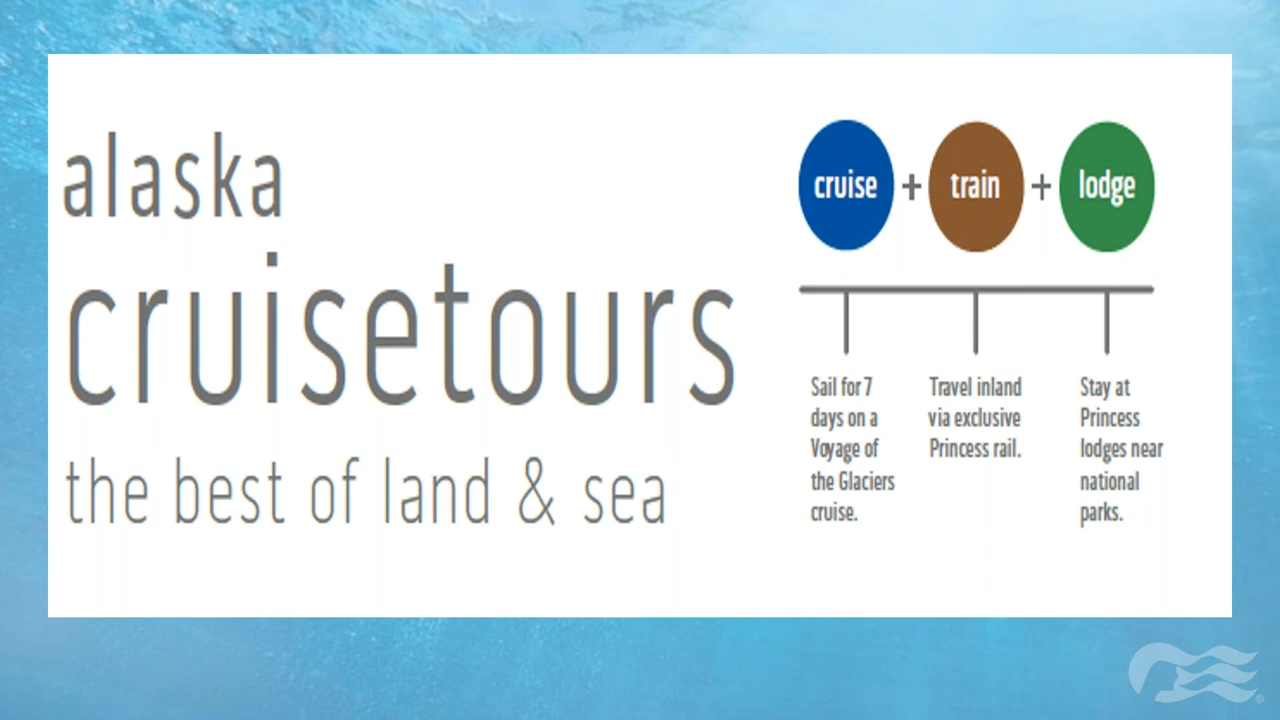 alaska
cruisetours
the best of land & sea
cruise + train + lodge
Sail for 7
days on a
Voyage of
the Glaciers
cruise.
Travel inland
via exclusive
Princess rail.
Stay at
Princess
lodges near
national
parks.
®